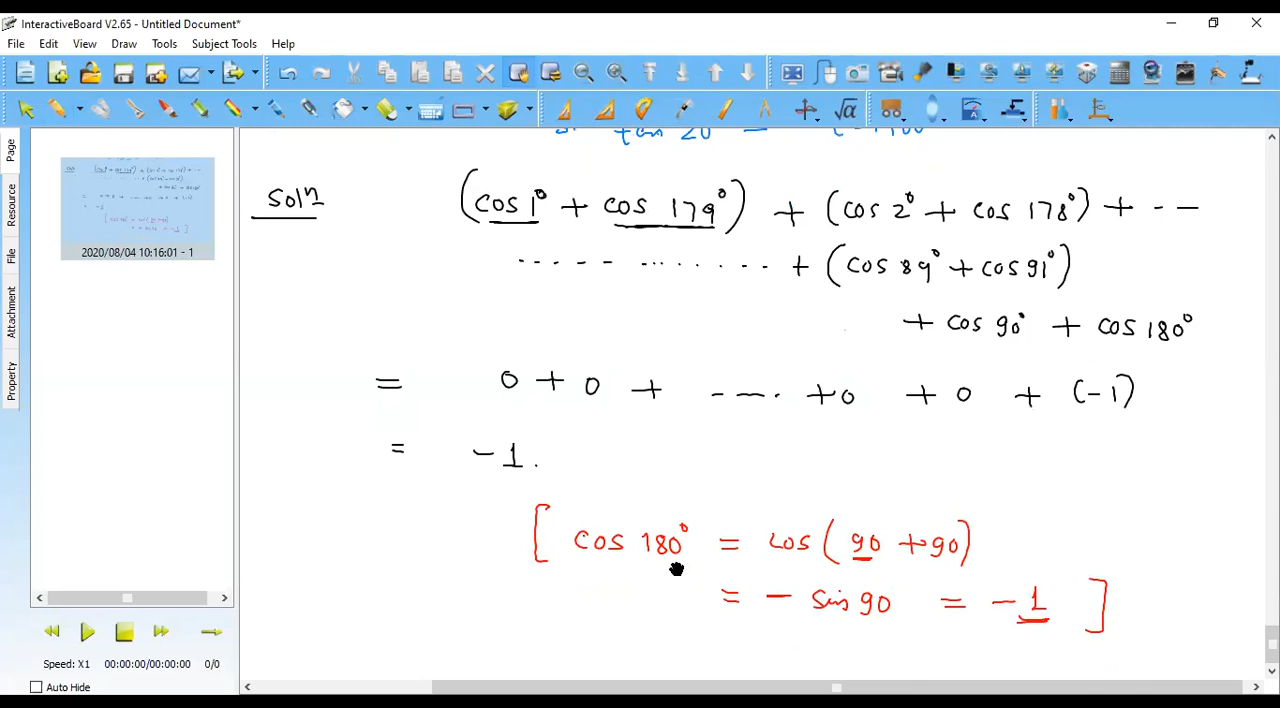 InteractiveBoard V2.65 - Untitled Document*
File Edit View Draw Tools Subject Tools Help
Page
Resource
File
Attachment
Property
2020/08/04 10:16:01 - 1
Speed: X1 00:00:00/00:00:00 0/0
Auto Hide
tan 20
Solⁿ (cos 1° + cos 179°) + (cos 2° + cos 178°) + --
..... ........ + (cos 89° + cos 91°)
+ cos 90° + cos 180°
= 0 + 0 + ---. +0 + 0 + (-1)
= -1.
[ cos 180° = cos (90 +90)
= - sin 90 = -1 ]